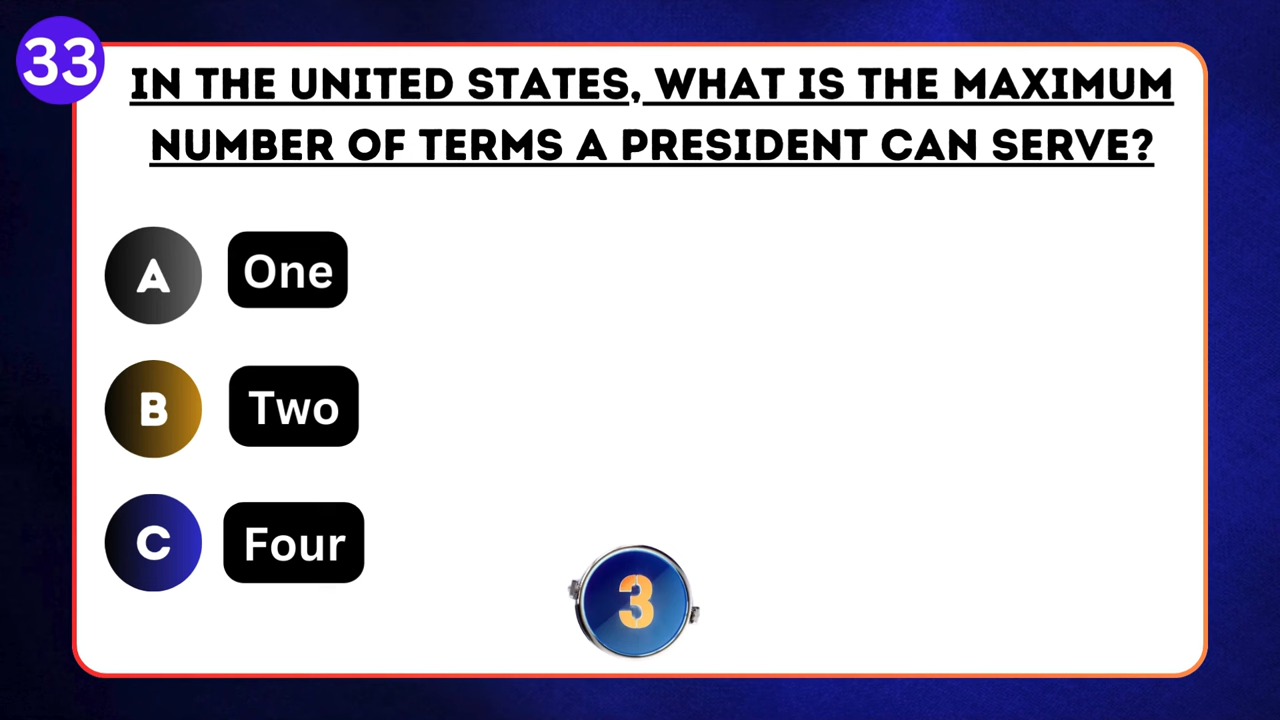 33
IN THE UNITED STATES, WHAT IS THE MAXIMUM
NUMBER OF TERMS A PRESIDENT CAN SERVE?
A One
B Two
C Four
3